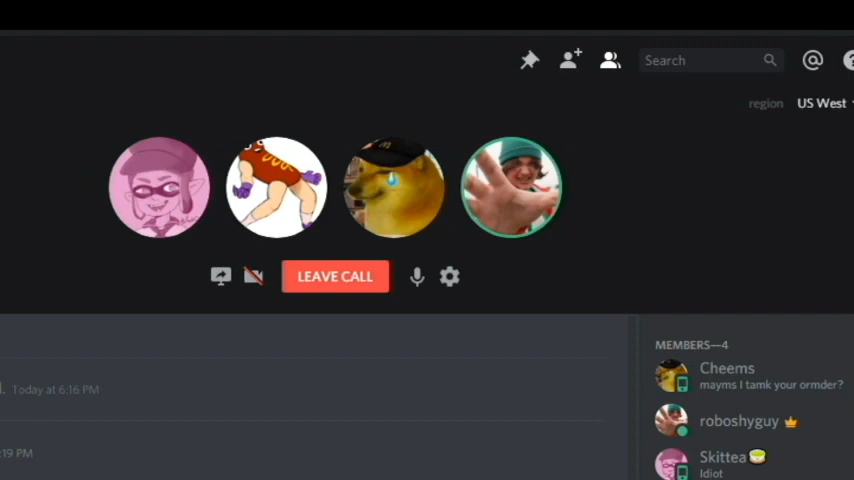 Search
region US West
LEAVE CALL
MEMBERS—4
Today at 6:16 PM
Cheems
mayms I tamk your ormder?
roboshyguy
:19 PM
Skittea
Idiot